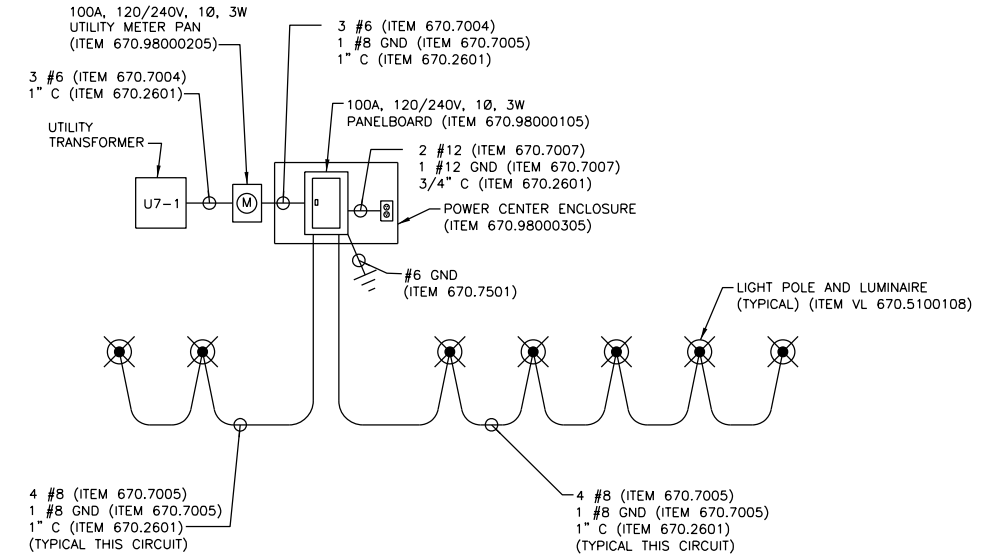 100A, 120/240V, 1Ø, 3W
UTILITY METER PAN
(ITEM 670.98000205)
3 #6 (ITEM 670.7004)
1 #8 GND (ITEM 670.7005)
1" C (ITEM 670.2601)
3 #6 (ITEM 670.7004)
1" C (ITEM 670.2601)
100A, 120/240V, 1Ø, 3W
PANELBOARD (ITEM 670.98000105)
UTILITY
TRANSFORMER
2 #12 (ITEM 670.7007)
1 #12 GND (ITEM 670.7007)
3/4" C (ITEM 670.2601)
U7-1
M
POWER CENTER ENCLOSURE
(ITEM 670.98000305)
#6 GND
(ITEM 670.7501)
LIGHT POLE AND LUMINAIRE
(TYPICAL) (ITEM VL 670.5100108)
4 #8 (ITEM 670.7005)
1 #8 GND (ITEM 670.7005)
1" C (ITEM 670.2601)
(TYPICAL THIS CIRCUIT)
4 #8 (ITEM 670.7005)
1 #8 GND (ITEM 670.7005)
1" C (ITEM 670.2601)
(TYPICAL THIS CIRCUIT)